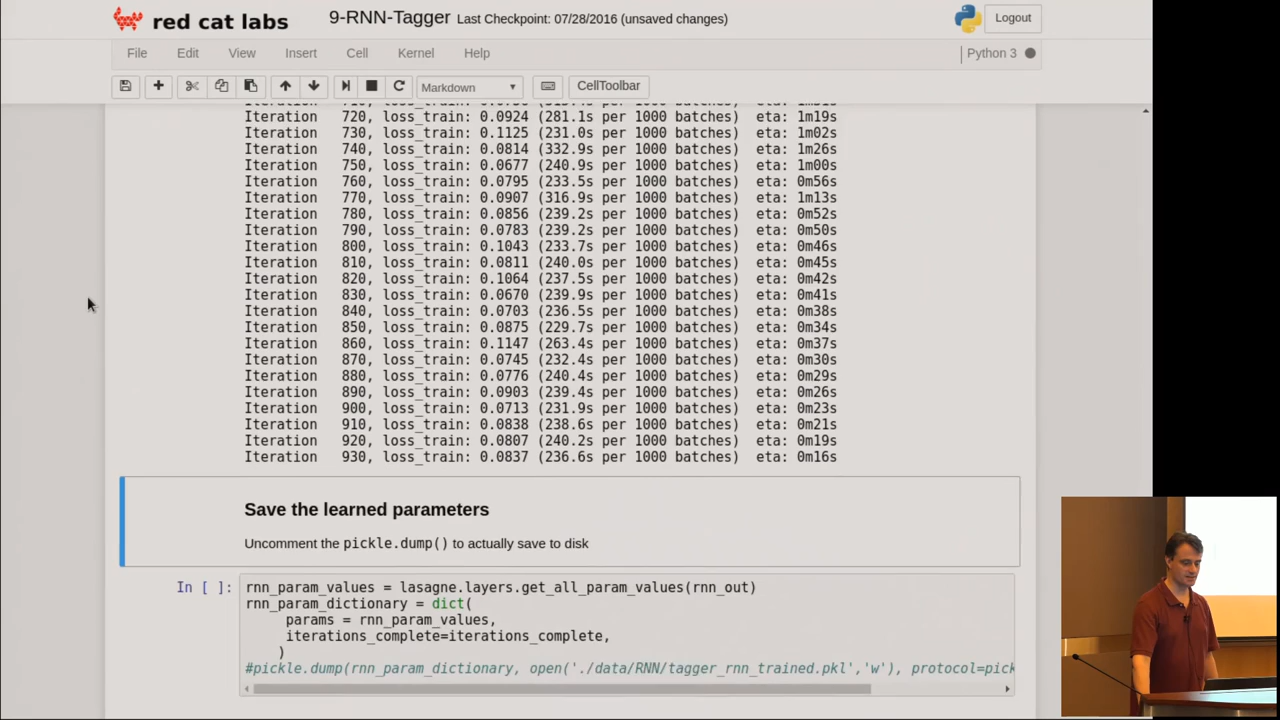 red cat labs
9-RNN-Tagger Last Checkpoint: 07/28/2016 (unsaved changes)
Logout
File Edit View Insert Cell Kernel Help
Python 3
Markdown
CellToolbar
Iteration 720, loss_train: 0.0924 (281.1s per 1000 batches) eta: 1m19s
Iteration 730, loss_train: 0.1125 (231.0s per 1000 batches) eta: 1m02s
Iteration 740, loss_train: 0.0814 (332.9s per 1000 batches) eta: 1m26s
Iteration 750, loss_train: 0.0677 (240.9s per 1000 batches) eta: 1m00s
Iteration 760, loss_train: 0.0795 (233.5s per 1000 batches) eta: 0m56s
Iteration 770, loss_train: 0.0907 (316.9s per 1000 batches) eta: 1m13s
Iteration 780, loss_train: 0.0856 (239.2s per 1000 batches) eta: 0m52s
Iteration 790, loss_train: 0.0783 (239.2s per 1000 batches) eta: 0m50s
Iteration 800, loss_train: 0.1043 (233.7s per 1000 batches) eta: 0m46s
Iteration 810, loss_train: 0.0811 (240.0s per 1000 batches) eta: 0m45s
Iteration 820, loss_train: 0.1064 (237.5s per 1000 batches) eta: 0m42s
Iteration 830, loss_train: 0.0670 (239.9s per 1000 batches) eta: 0m41s
Iteration 840, loss_train: 0.0703 (236.5s per 1000 batches) eta: 0m38s
Iteration 850, loss_train: 0.0875 (229.7s per 1000 batches) eta: 0m34s
Iteration 860, loss_train: 0.1147 (263.4s per 1000 batches) eta: 0m37s
Iteration 870, loss_train: 0.0745 (232.4s per 1000 batches) eta: 0m30s
Iteration 880, loss_train: 0.0776 (240.4s per 1000 batches) eta: 0m29s
Iteration 890, loss_train: 0.0903 (239.4s per 1000 batches) eta: 0m26s
Iteration 900, loss_train: 0.0713 (231.9s per 1000 batches) eta: 0m23s
Iteration 910, loss_train: 0.0838 (238.6s per 1000 batches) eta: 0m21s
Iteration 920, loss_train: 0.0807 (240.2s per 1000 batches) eta: 0m19s
Iteration 930, loss_train: 0.0837 (236.6s per 1000 batches) eta: 0m16s
Save the learned parameters
Uncomment the pickle.dump() to actually save to disk
In [ ]: rnn_param_values = lasagne.layers.get_all_param_values(rnn_out)
rnn_param_dictionary = dict(
params = rnn_param_values,
iterations_complete=iterations_complete,
)
#pickle.dump(rnn_param_dictionary, open('./data/RNN/tagger_rnn_trained.pkl','w'), protocol=pick